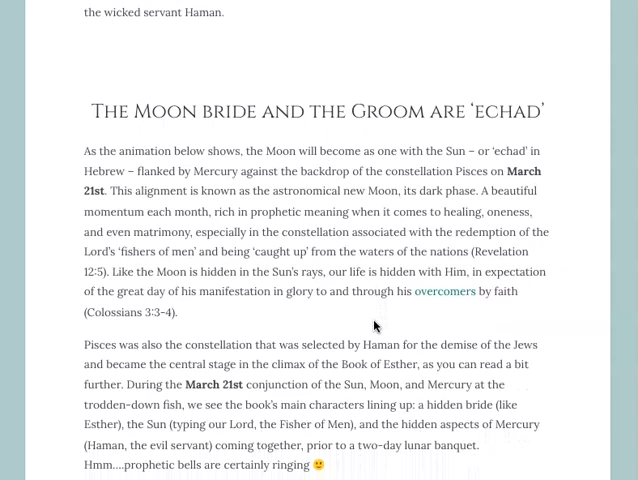 the wicked servant Haman.
The Moon bride and the Groom are ‘echad’
As the animation below shows, the Moon will become as one with the Sun – or ‘echad’ in
Hebrew – flanked by Mercury against the backdrop of the constellation Pisces on March
21st. This alignment is known as the astronomical new Moon, its dark phase. A beautiful
momentum each month, rich in prophetic meaning when it comes to healing, oneness,
and even matrimony, especially in the constellation associated with the redemption of the
Lord’s ‘fishers of men’ and being ‘caught up’ from the waters of the nations (Revelation
12:5). Like the Moon is hidden in the Sun’s rays, our life is hidden with Him, in expectation
of the great day of his manifestation in glory to and through his overcomers by faith
(Colossians 3:3-4).
Pisces was also the constellation that was selected by Haman for the demise of the Jews
and became the central stage in the climax of the Book of Esther, as you can read a bit
further. During the March 21st conjunction of the Sun, Moon, and Mercury at the
trodden-down fish, we see the book’s main characters lining up: a hidden bride (like
Esther), the Sun (typing our Lord, the Fisher of Men), and the hidden aspects of Mercury
(Haman, the evil servant) coming together, prior to a two-day lunar banquet.
Hmm….prophetic bells are certainly ringing 🙂